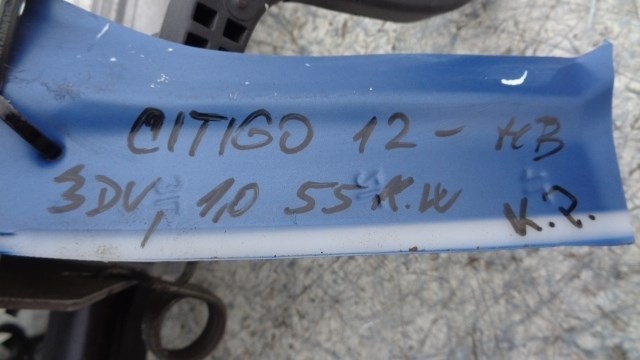 CITIGO 12 - HB
3DV, 1,0 55 K.W
K.Z.